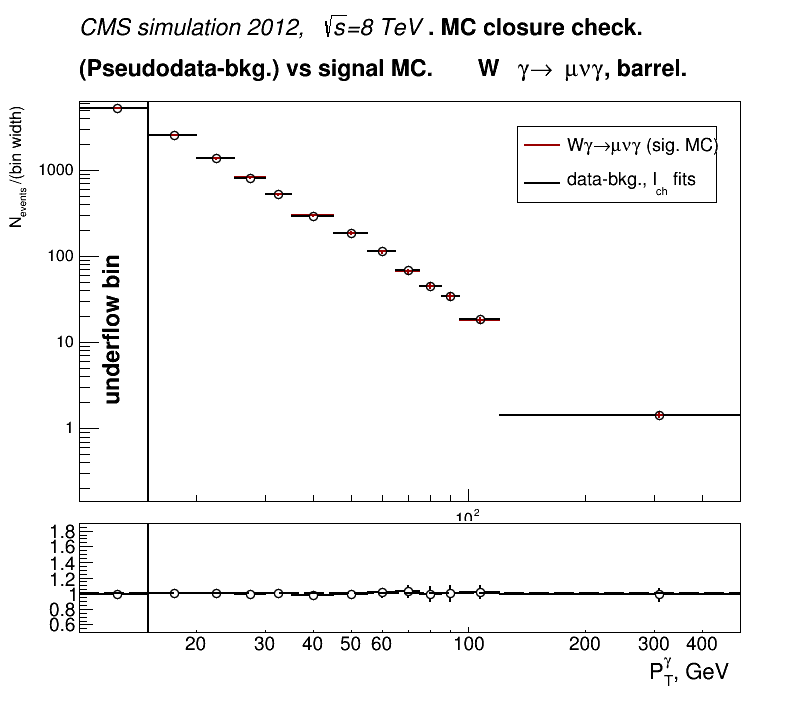 CMS simulation 2012, √s=8 TeV . MC closure check.
(Pseudodata-bkg.) vs signal MC. W γ→ μνγ, barrel.
N_events /(bin width)
Wγ→μνγ (sig. MC)
data-bkg., I_ch fits
1000
100
10
1
underflow bin
10²
1.8
1.6
1.4
1.2
1
0.8
0.6
20 30 40 50 60 100 200 300 400
P_T^γ, GeV